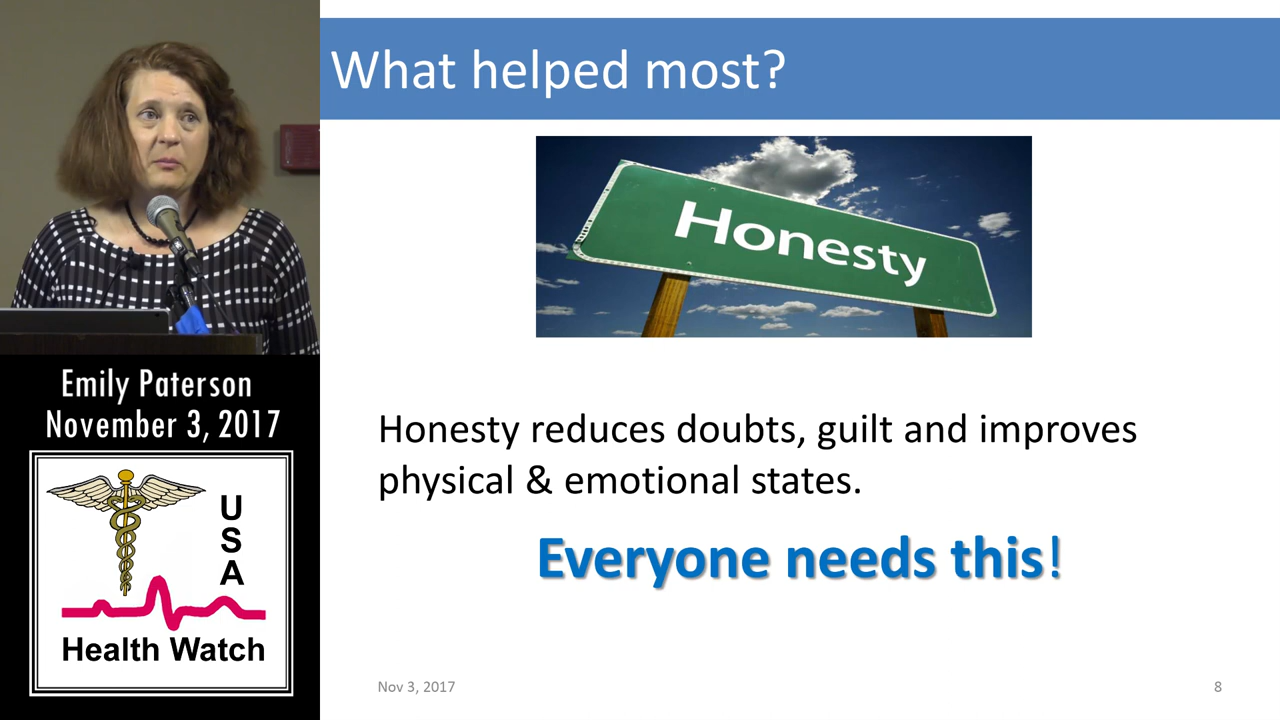 What helped most?
Honesty
Honesty reduces doubts, guilt and improves
physical & emotional states.
Everyone needs this!
Nov 3, 2017
8
Emily Paterson
November 3, 2017
U
S
A
Health Watch